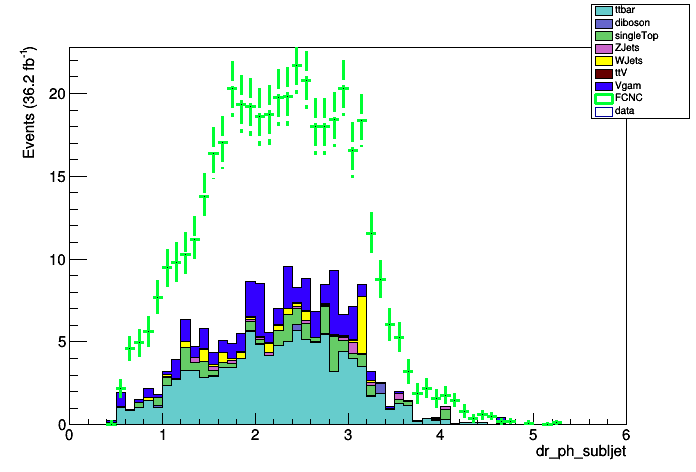 ttbar
diboson
singleTop
ZJets
WJets
ttV
Vgam
FCNC
data
Events (36.2 fb⁻¹)
20
15
10
5
0
0 1 2 3 4 5 6
dr_ph_subljet